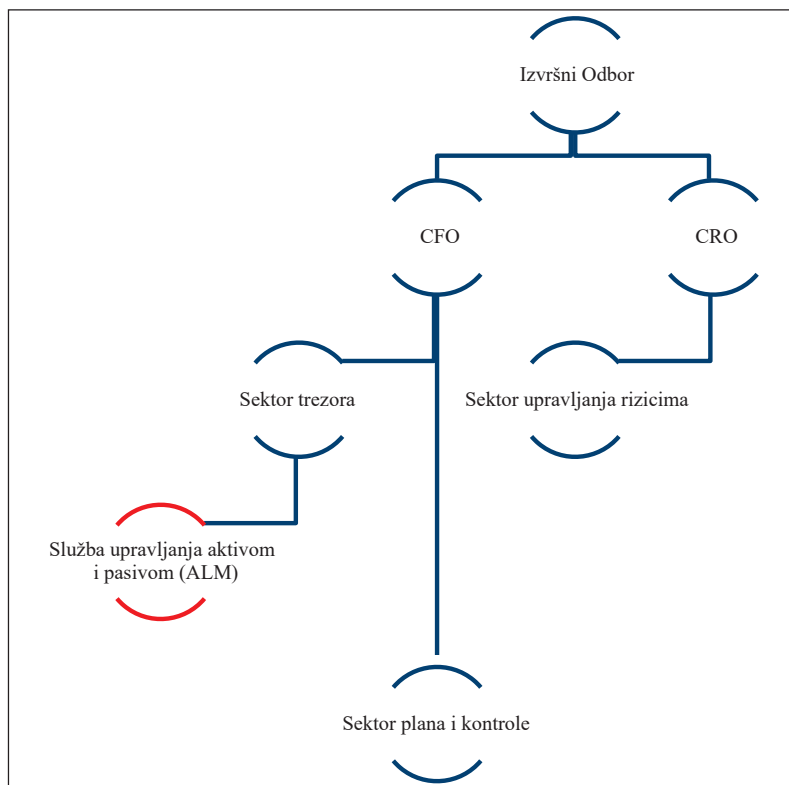 Izvršni Odbor
CFO
CRO
Sektor trezora
Sektor upravljanja rizicima
Služba upravljanja aktivom
i pasivom (ALM)
Sektor plana i kontrole